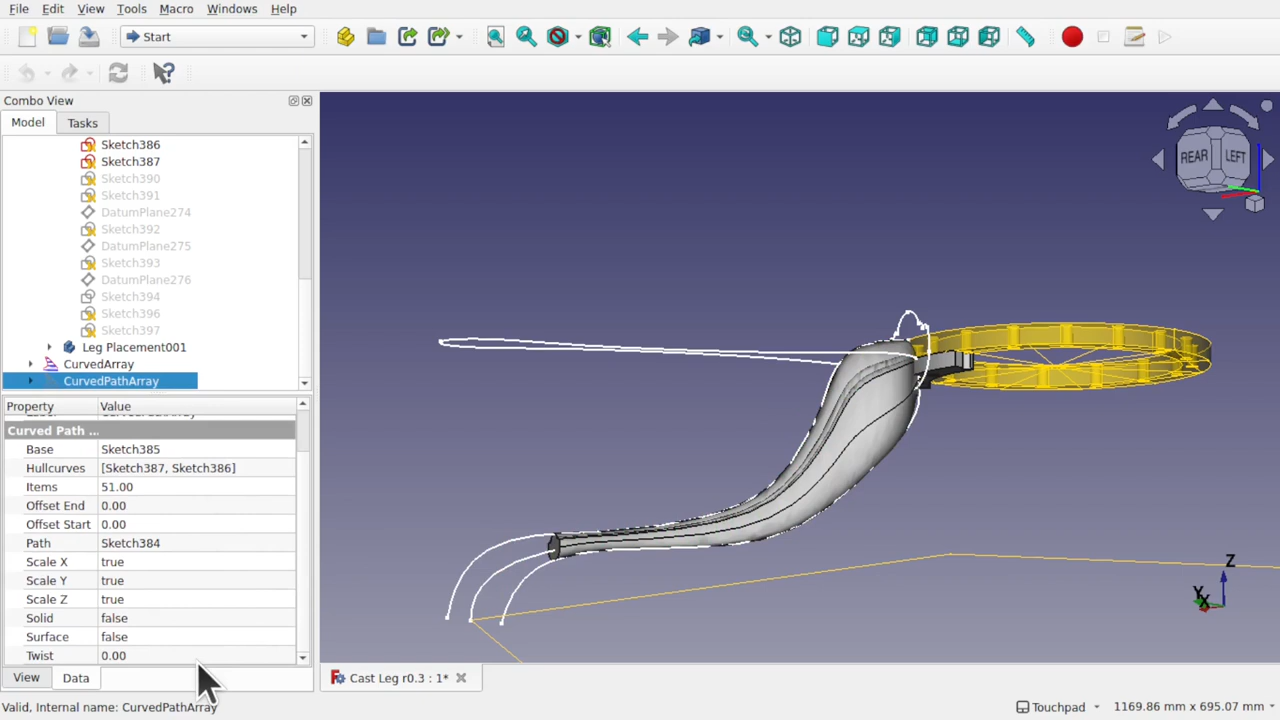 File Edit View Tools Macro Windows Help
Start
Combo View
Model Tasks
Sketch386
Sketch387
Sketch390
Sketch391
DatumPlane274
Sketch392
DatumPlane275
Sketch393
DatumPlane276
Sketch394
Sketch396
Sketch397
Leg Placement001
CurvedArray
CurvedPathArray
Property Value
Curved Path ...
Base Sketch385
Hullcurves [Sketch387, Sketch386]
Items 51.00
Offset End 0.00
Offset Start 0.00
Path Sketch384
Scale X true
Scale Y true
Scale Z true
Solid false
Surface false
Twist 0.00
View Data
REAR LEFT
Z
Y X
Cast Leg r0.3 : 1*
Valid, Internal name: CurvedPathArray
Touchpad 1169.86 mm x 695.07 mm